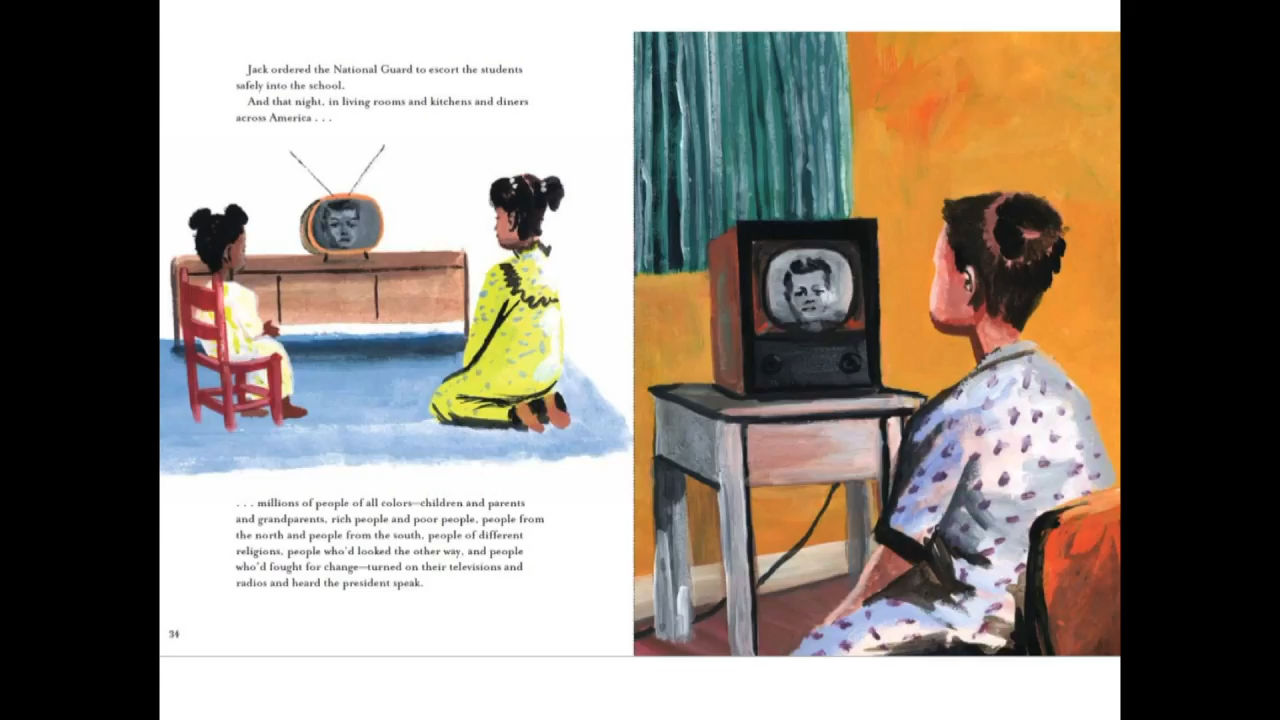 Jack ordered the National Guard to escort the students
safely into the school.
And that night, in living rooms and kitchens and diners
across America . . .
. . . millions of people of all colors—children and parents
and grandparents, rich people and poor people, people from
the north and people from the south, people of different
religions, people who'd looked the other way, and people
who'd fought for change—turned on their televisions and
radios and heard the president speak.
34